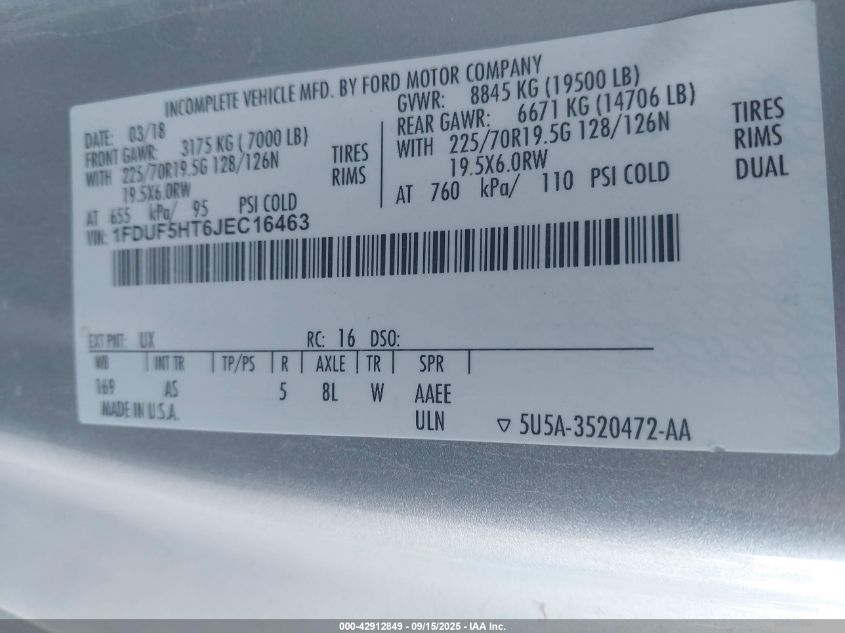 INCOMPLETE VEHICLE MFD. BY FORD MOTOR COMPANY
DATE: 03/18 GVWR: 8845 KG (19500 LB)
FRONT GAWR: 3175 KG ( 7000 LB) REAR GAWR: 6671 KG (14706 LB)
WITH 225/70R19.5G 128/126N TIRES WITH 225/70R19.5G 128/126N TIRES
19.5X6.0RW RIMS 19.5X6.0RW RIMS
AT 655 kPa/ 95 PSI COLD AT 760 kPa/ 110 PSI COLD DUAL
VIN: 1FDUF5HT6JEC16463
EXT PNT: UX RC: 16 DSO:
WB INT TR TP/PS R AXLE TR SPR
169 AS 5 8L W AAEE
MADE IN U.S.A. ULN ▽ 5U5A-3520472-AA
000-42912849 - 09/15/2025 - IAA Inc.